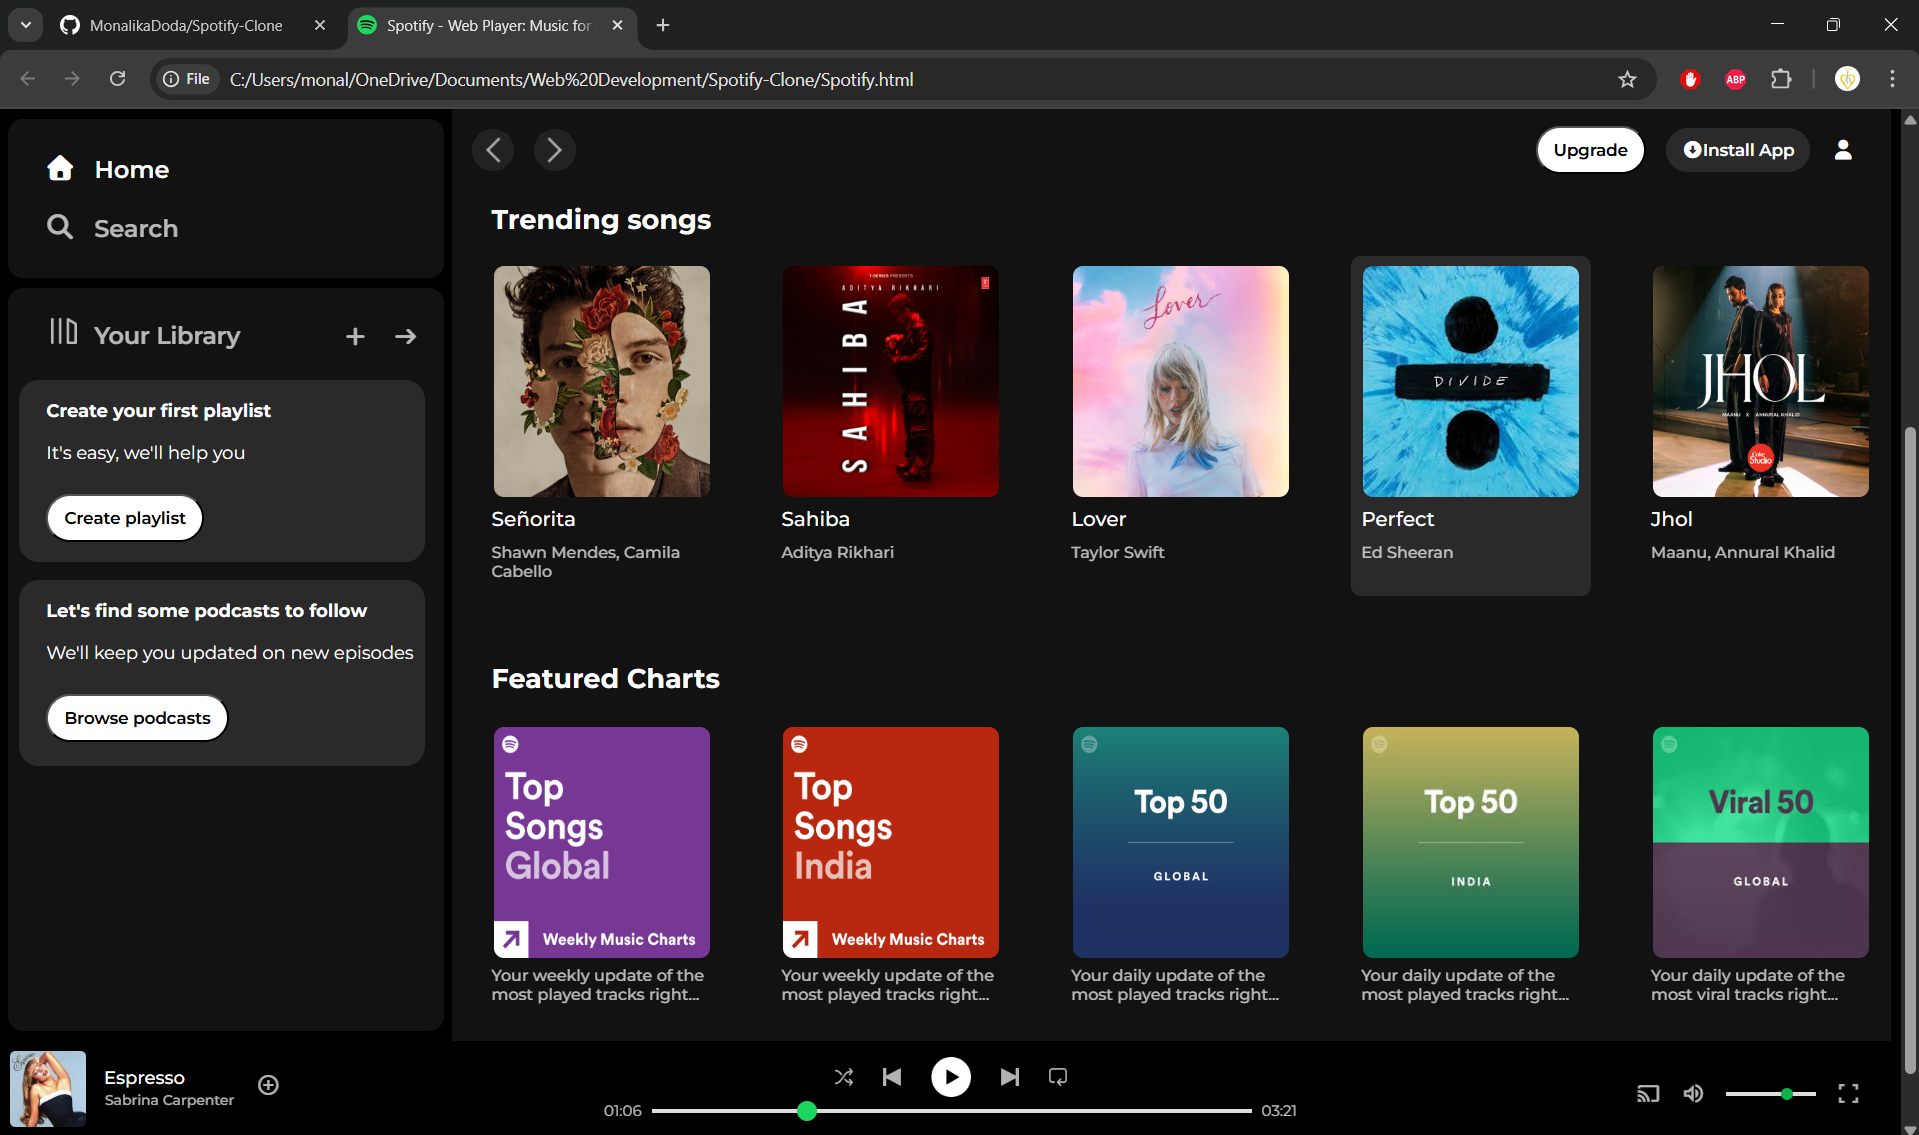 MonalikaDoda/Spotify-Clone
Spotify - Web Player: Music for
File
C:/Users/monal/OneDrive/Documents/Web%20Development/Spotify-Clone/Spotify.html
ABP
Home
Search
Your Library
Create your first playlist
It's easy, we'll help you
Create playlist
Let's find some podcasts to follow
We'll keep you updated on new episodes
Browse podcasts
Upgrade
Install App
Trending songs
T-SERIES PRESENTS
ADITYA RIKHARI
SAHIBA
Lover
DIVIDE
JHOL
MAANU X ANNURAL KHALID
Coke
Studio
Señorita
Shawn Mendes, Camila
Cabello
Sahiba
Aditya Rikhari
Lover
Taylor Swift
Perfect
Ed Sheeran
Jhol
Maanu, Annural Khalid
Featured Charts
Top
Songs
Global
Weekly Music Charts
Top
Songs
India
Weekly Music Charts
Top 50
GLOBAL
Top 50
INDIA
Viral 50
GLOBAL
Your weekly update of the
most played tracks right...
Your weekly update of the
most played tracks right...
Your daily update of the
most played tracks right...
Your daily update of the
most played tracks right...
Your daily update of the
most viral tracks right...
Espresso
Sabrina Carpenter
01:06
03:21